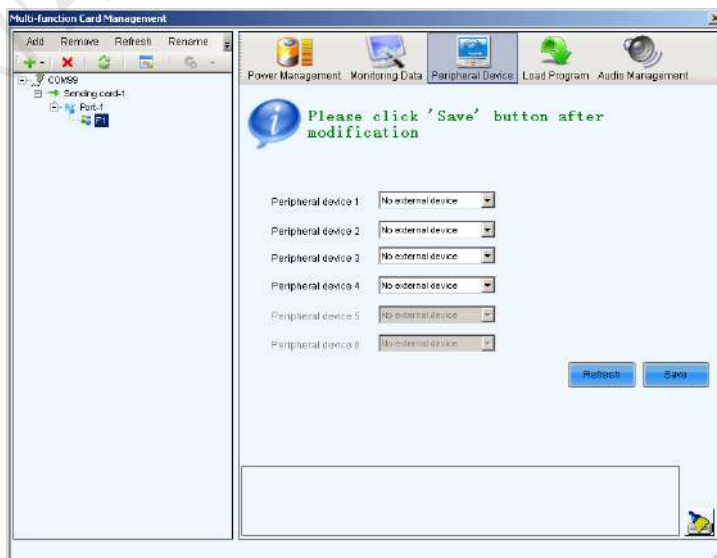 Multi-function Card Management
Add Remove Refresh Rename
COM99
Sending card-1
Port-1
F1
Power Management Monitoring Data Peripheral Device Load Program Audio Management
Please click 'Save' button after
modification
Peripheral device 1 No external device
Peripheral device 2 No external device
Peripheral device 3 No external device
Peripheral device 4 No external device
Peripheral device 5 No external device
Peripheral device 6 No external device
Refresh Save